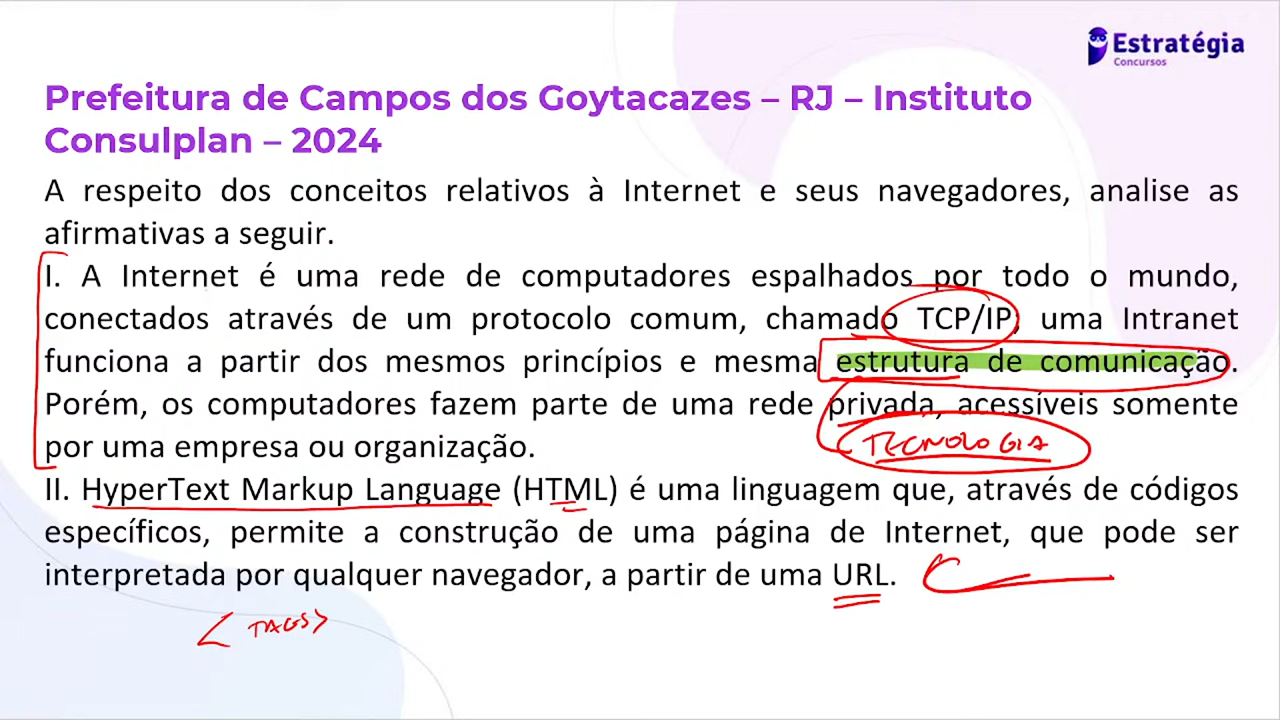 Estratégia
Concursos
Prefeitura de Campos dos Goytacazes – RJ – Instituto
Consulplan – 2024
A respeito dos conceitos relativos à Internet e seus navegadores, analise as
afirmativas a seguir.
I. A Internet é uma rede de computadores espalhados por todo o mundo,
conectados através de um protocolo comum, chamado TCP/IP, uma Intranet
funciona a partir dos mesmos princípios e mesma estrutura de comunicação.
Porém, os computadores fazem parte de uma rede privada, acessíveis somente
por uma empresa ou organização.
TECNOLOGIA
II. HyperText Markup Language (HTML) é uma linguagem que, através de códigos
específicos, permite a construção de uma página de Internet, que pode ser
interpretada por qualquer navegador, a partir de uma URL.
< TAGS>